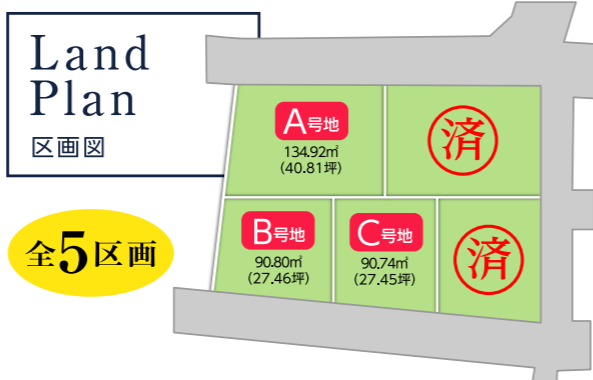 Land
Plan
区画図
全5区画
A号地
134.92㎡
(40.81坪)
済
B号地
90.80㎡
(27.46坪)
C号地
90.74㎡
(27.45坪)
済